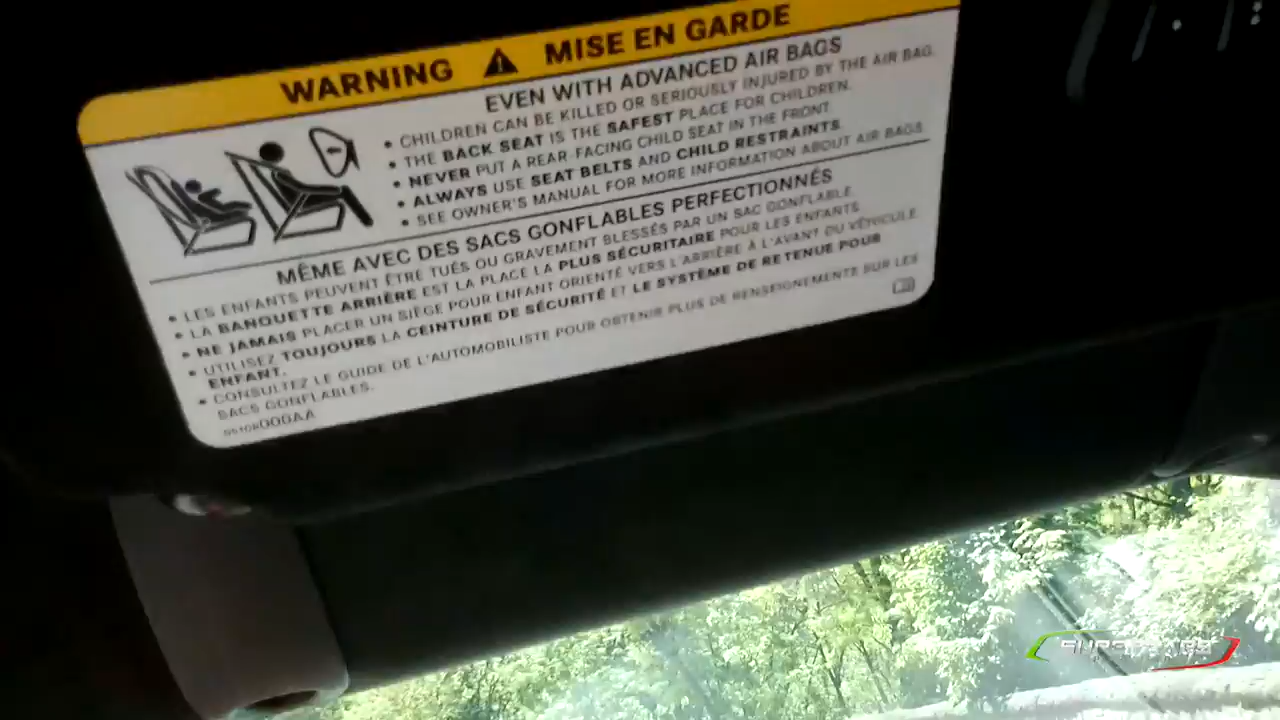 WARNING MISE EN GARDE
EVEN WITH ADVANCED AIR BAGS
• CHILDREN CAN BE KILLED OR SERIOUSLY INJURED BY THE AIR BAG.
• THE BACK SEAT IS THE SAFEST PLACE FOR CHILDREN.
• NEVER PUT A REAR-FACING CHILD SEAT IN THE FRONT.
• ALWAYS USE SEAT BELTS AND CHILD RESTRAINTS.
• SEE OWNER'S MANUAL FOR MORE INFORMATION ABOUT AIR BAGS.
MÊME AVEC DES SACS GONFLABLES PERFECTIONNÉS
• LES ENFANTS PEUVENT ÊTRE TUÉS OU GRAVEMENT BLESSÉS PAR UN SAC GONFLABLE.
• LA BANQUETTE ARRIÈRE EST LA PLACE LA PLUS SÉCURITAIRE POUR LES ENFANTS.
• NE JAMAIS PLACER UN SIÈGE POUR ENFANT ORIENTÉ VERS L'ARRIÈRE À L'AVANT DU VÉHICULE.
• UTILISEZ TOUJOURS LA CEINTURE DE SÉCURITÉ ET LE SYSTÈME DE RETENUE POUR
ENFANT.
• CONSULTEZ LE GUIDE DE L'AUTOMOBILISTE POUR OBTENIR PLUS DE RENSEIGNEMENTS SUR LES
SACS GONFLABLES.